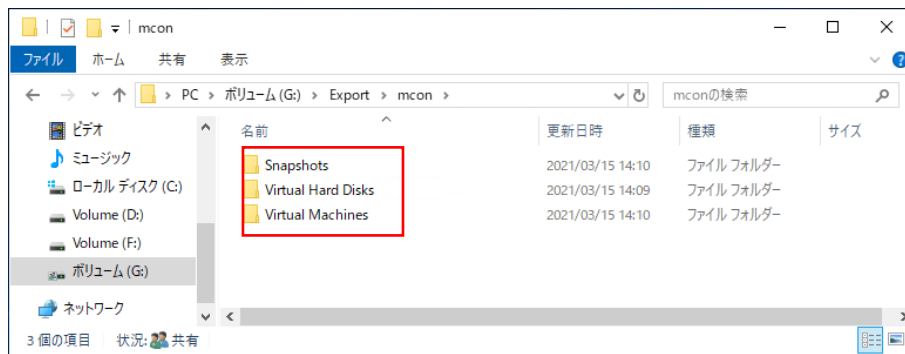 mcon
ファイル ホーム 共有 表示
PC › ボリューム (G:) › Export › mcon › mconの検索
ビデオ
ミュージック
ローカル ディスク (C:)
Volume (D:)
Volume (F:)
ボリューム (G:)
ネットワーク
名前 更新日時 種類 サイズ
Snapshots 2021/03/15 14:10 ファイル フォルダー
Virtual Hard Disks 2021/03/15 14:09 ファイル フォルダー
Virtual Machines 2021/03/15 14:10 ファイル フォルダー
3 個の項目 状況: 共有